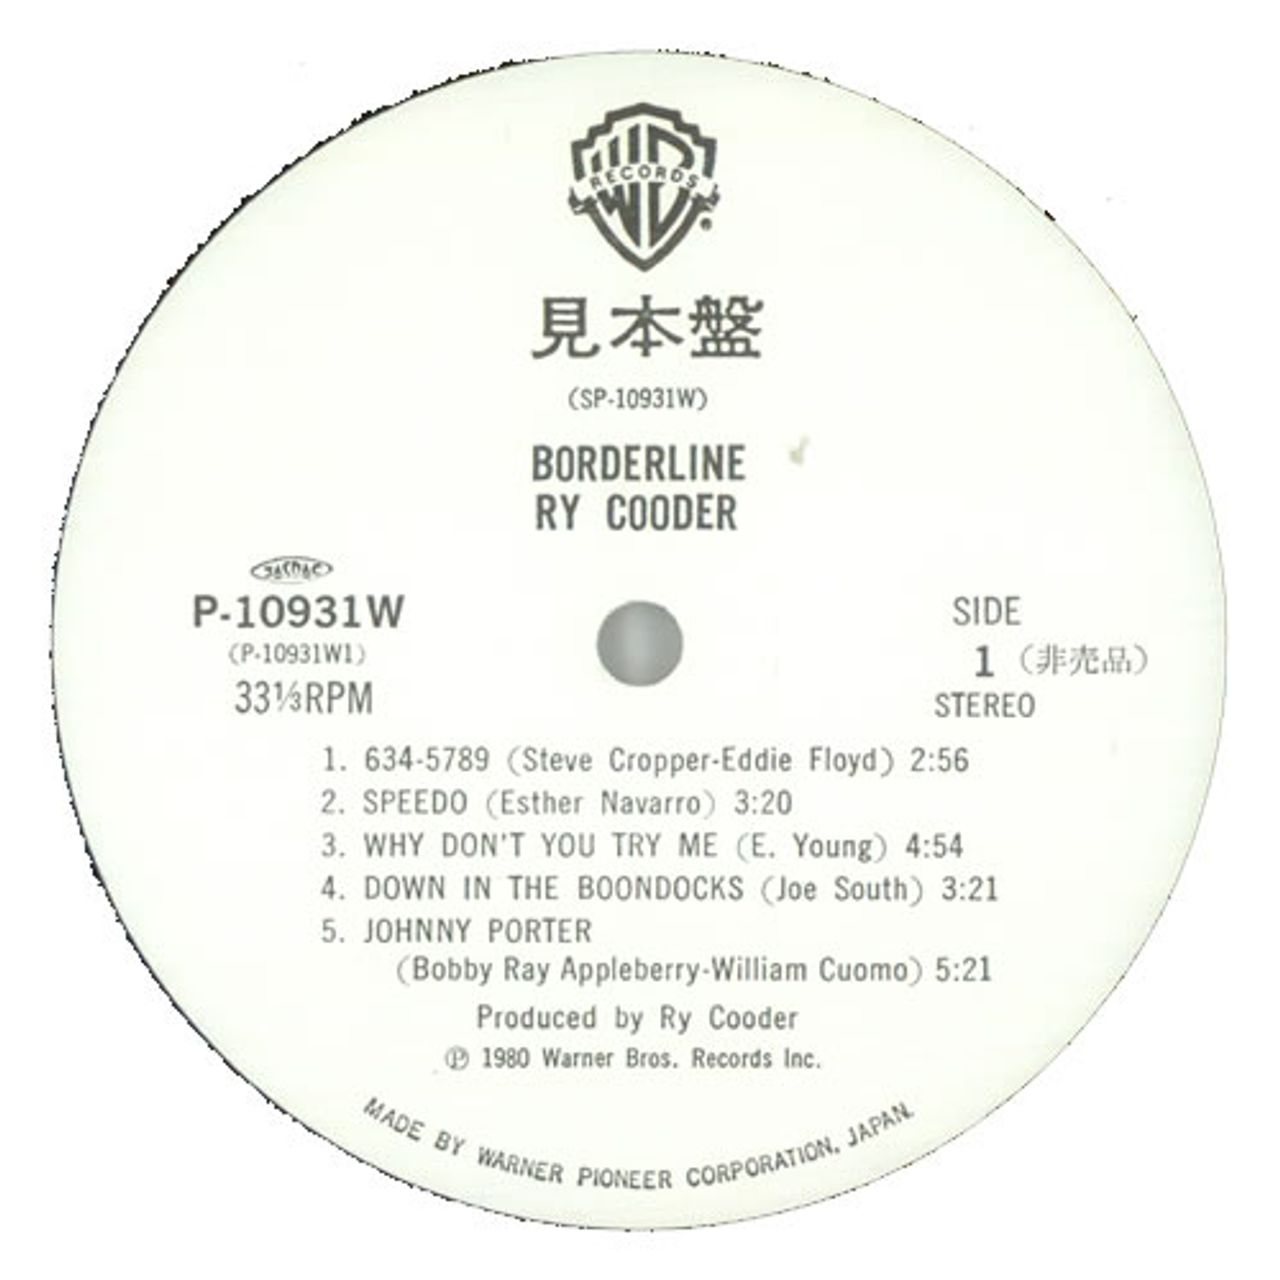 RECORDS
見本盤
(SP-10931W)
BORDERLINE
RY COODER
P-10931W
(P-10931W1)
33⅓RPM
SIDE
1 (非売品)
STEREO
1. 634-5789 (Steve Cropper-Eddie Floyd) 2:56
2. SPEEDO (Esther Navarro) 3:20
3. WHY DON'T YOU TRY ME (E. Young) 4:54
4. DOWN IN THE BOONDOCKS (Joe South) 3:21
5. JOHNNY PORTER
(Bobby Ray Appleberry-William Cuomo) 5:21
Produced by Ry Cooder
℗ 1980 Warner Bros. Records Inc.
MADE BY WARNER PIONEER CORPORATION, JAPAN.